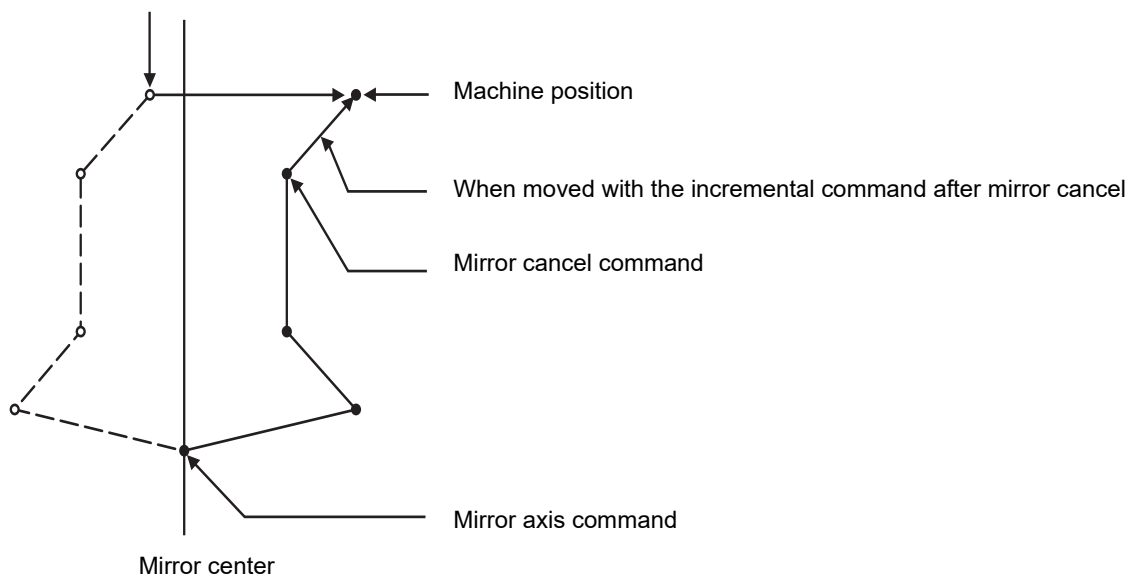 Machine position
When moved with the incremental command after mirror cancel
Mirror cancel command
Mirror axis command
Mirror center